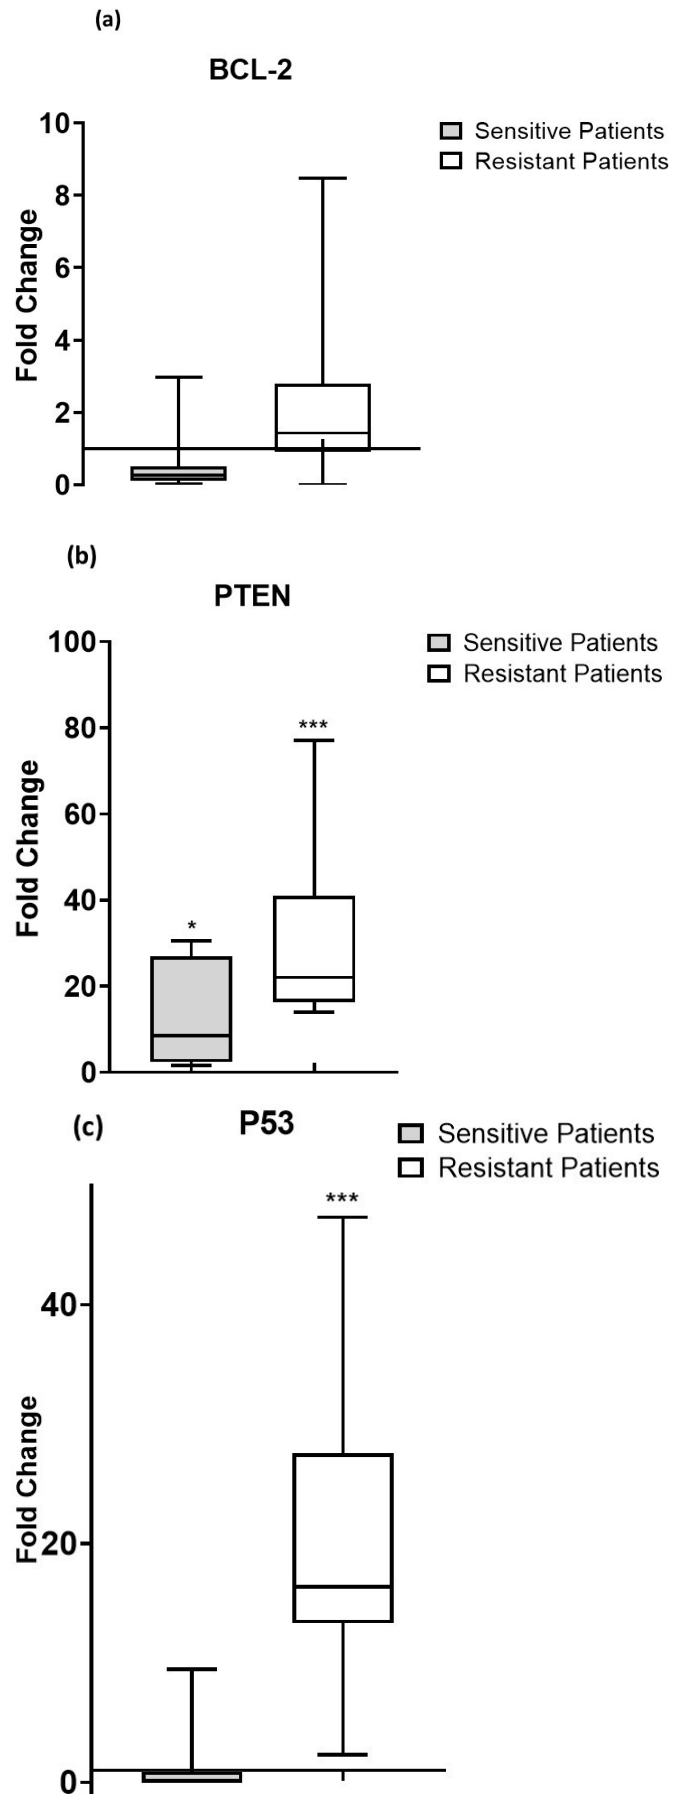 (a)
BCL-2
Sensitive Patients
Resistant Patients
Fold Change
10
8
6
4
2
0
(b)
PTEN
Sensitive Patients
Resistant Patients
Fold Change
100
80
60
40
20
0
***
*
(c)
P53
Sensitive Patients
Resistant Patients
Fold Change
***
40
20
0